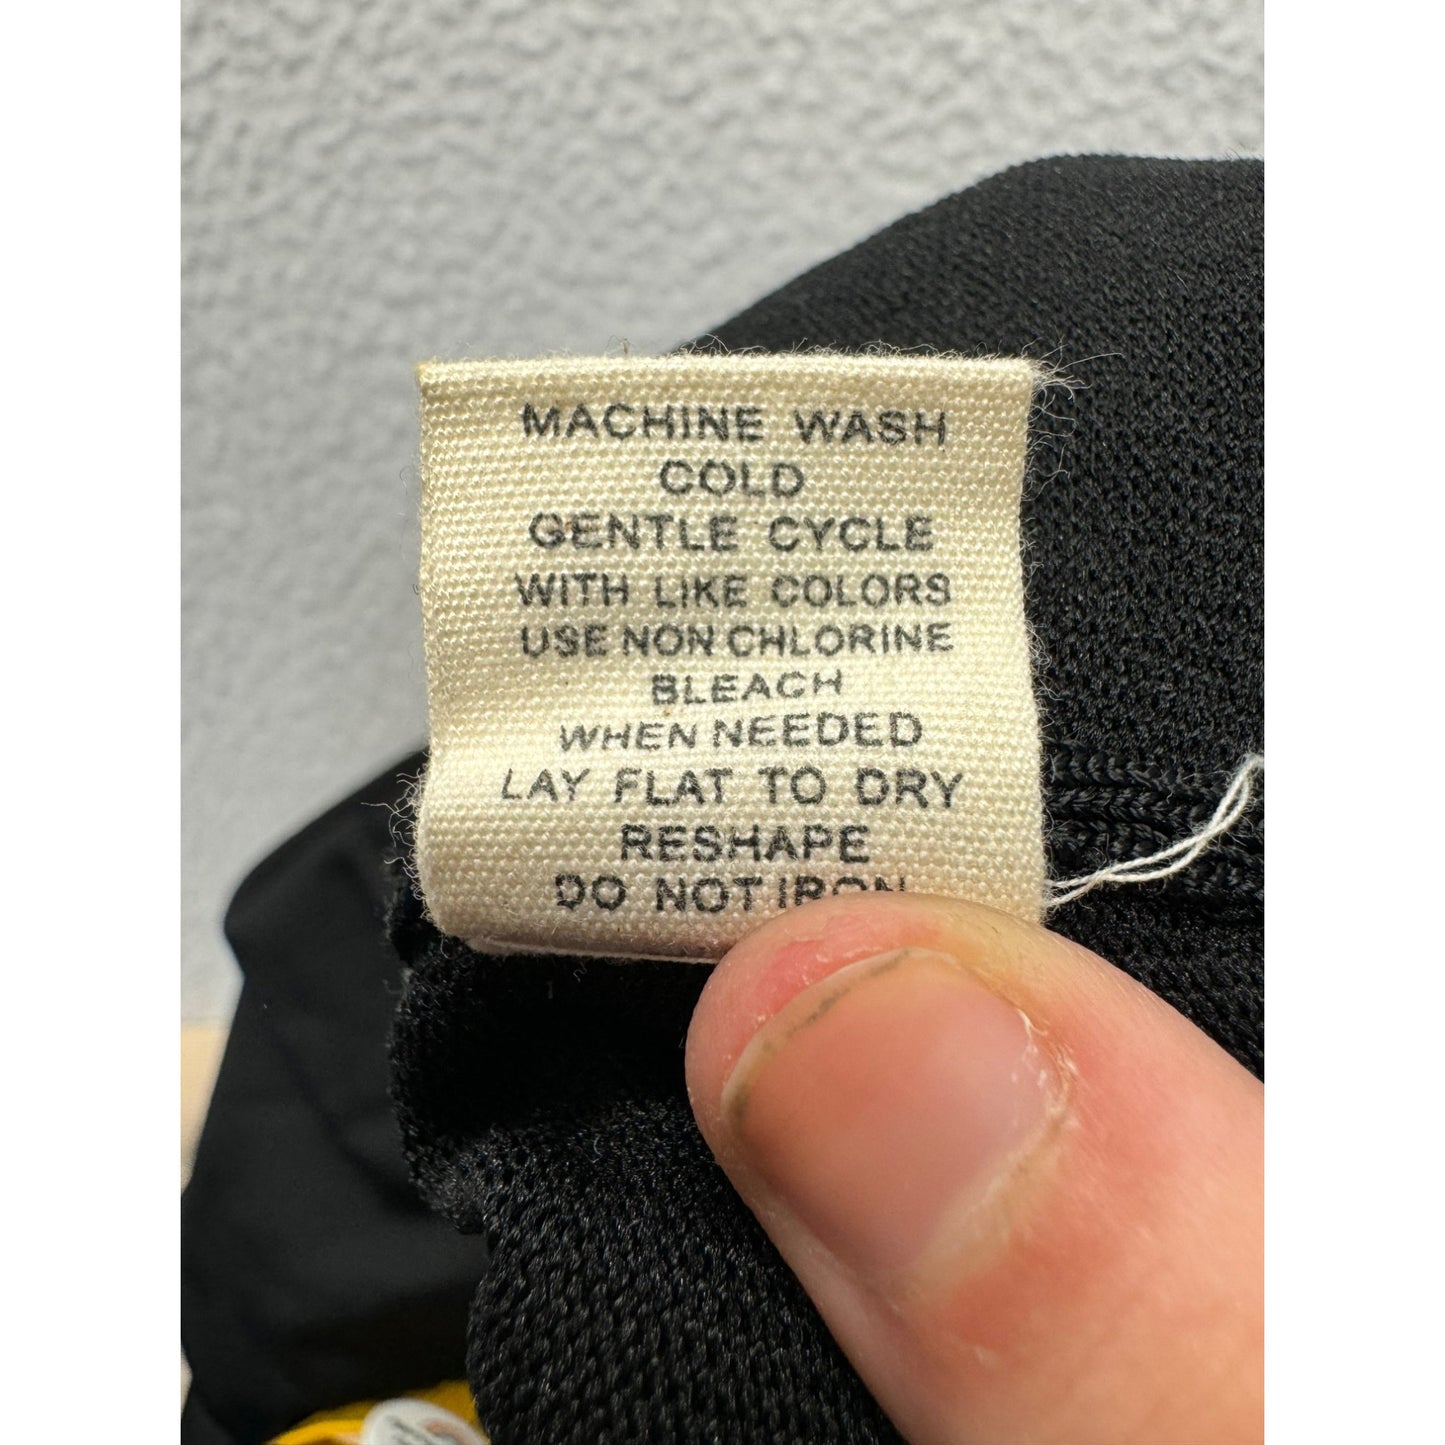 MACHINE WASH
COLD
GENTLE CYCLE
WITH LIKE COLORS
USE NON CHLORINE
BLEACH
WHEN NEEDED
LAY FLAT TO DRY
RESHAPE
DO NOT IRON